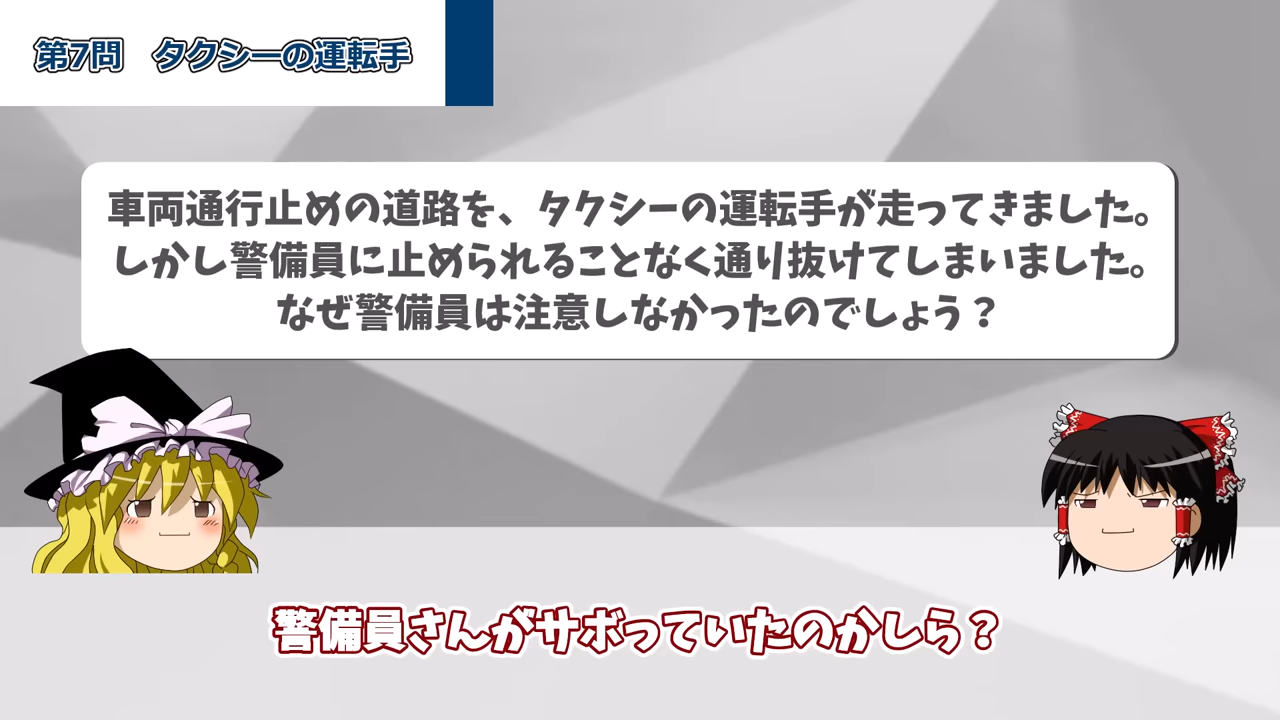 第7問　タクシーの運転手
車両通行止めの道路を、タクシーの運転手が走ってきました。
しかし警備員に止められることなく通り抜けてしまいました。
なぜ警備員は注意しなかったのでしょう？
警備員さんがサボっていたのかしら？